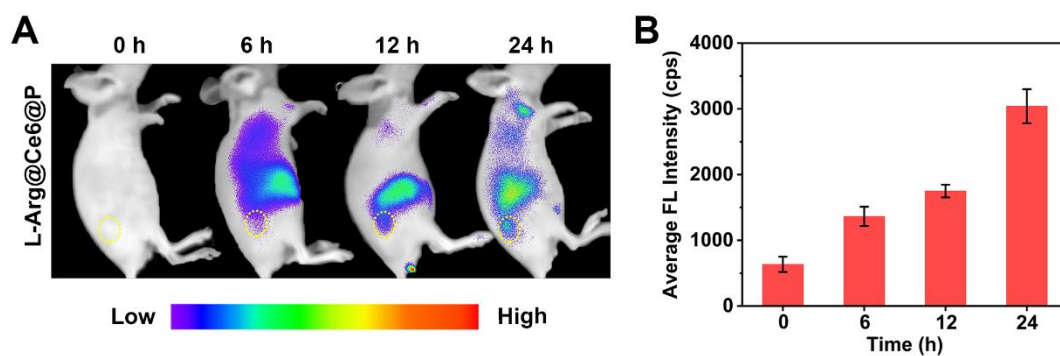 A
0 h 6 h 12 h 24 h
L-Arg@Ce6@P
Low High
B
Average FL Intensity (cps)
4000
3000
2000
1000
0
0 6 12 24
Time (h)